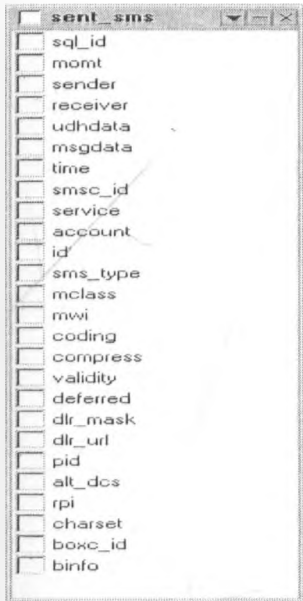 sent_sms
sql_id
momt
sender
receiver
udhdata
msgdata
time
smsc_id
service
account
id
sms_type
mclass
mwi
coding
compress
validity
deferred
dlr_mask
dlr_url
pid
alt_dcs
rpi
charset
boxc_id
binfo